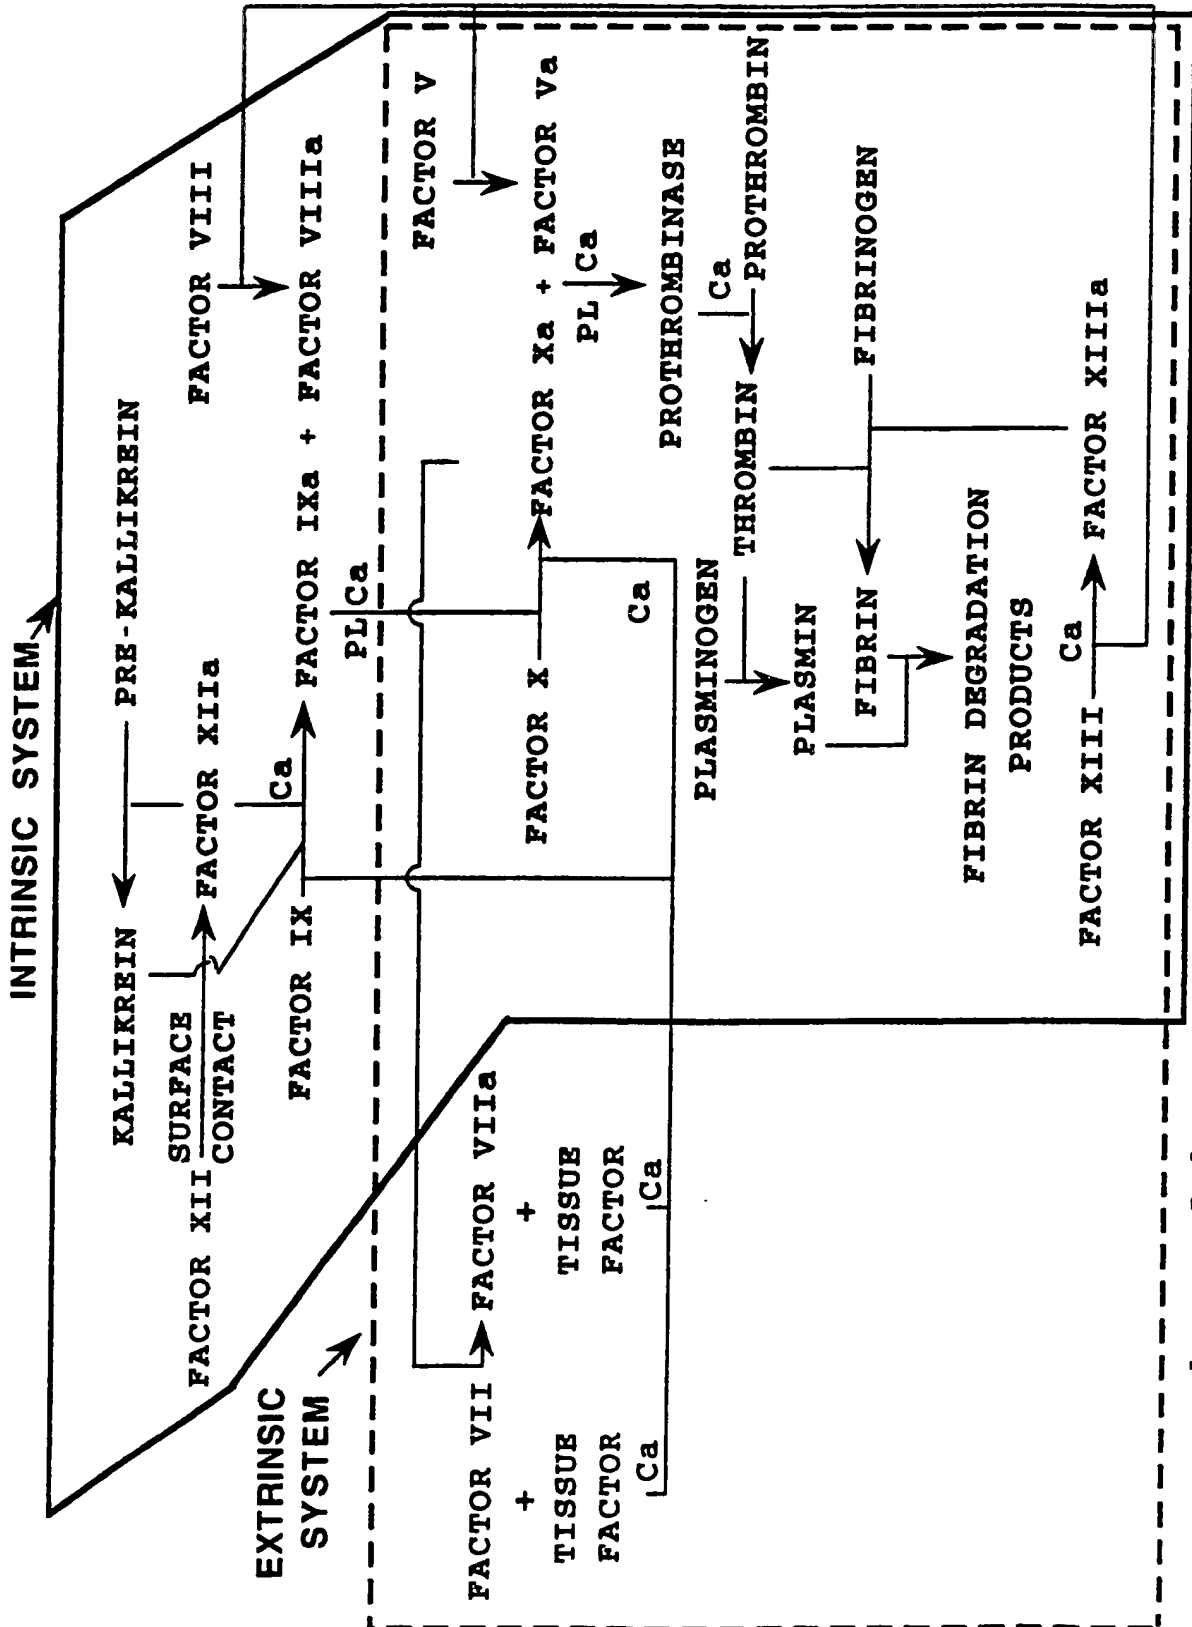 INTRINSIC SYSTEM
KALLIKREIN
PRE-KALLIKREIN
FACTOR XII
SURFACE
CONTACT
FACTOR XIIa
FACTOR VIII
FACTOR IX
Ca
FACTOR IXa + FACTOR VIIIa
EXTRINSIC
SYSTEM
PL Ca
FACTOR V
FACTOR VII
+
TISSUE
FACTOR
Ca
FACTOR VIIa
+
TISSUE
FACTOR
Ca
FACTOR X
FACTOR Xa + FACTOR Va
Ca
PL Ca
PROTHROMBINASE
Ca
PLASMINOGEN
THROMBIN
PROTHROMBIN
PLASMIN
FIBRIN
FIBRINOGEN
FIBRIN DEGRADATION
PRODUCTS
FACTOR XIII
Ca
FACTOR XIIIa